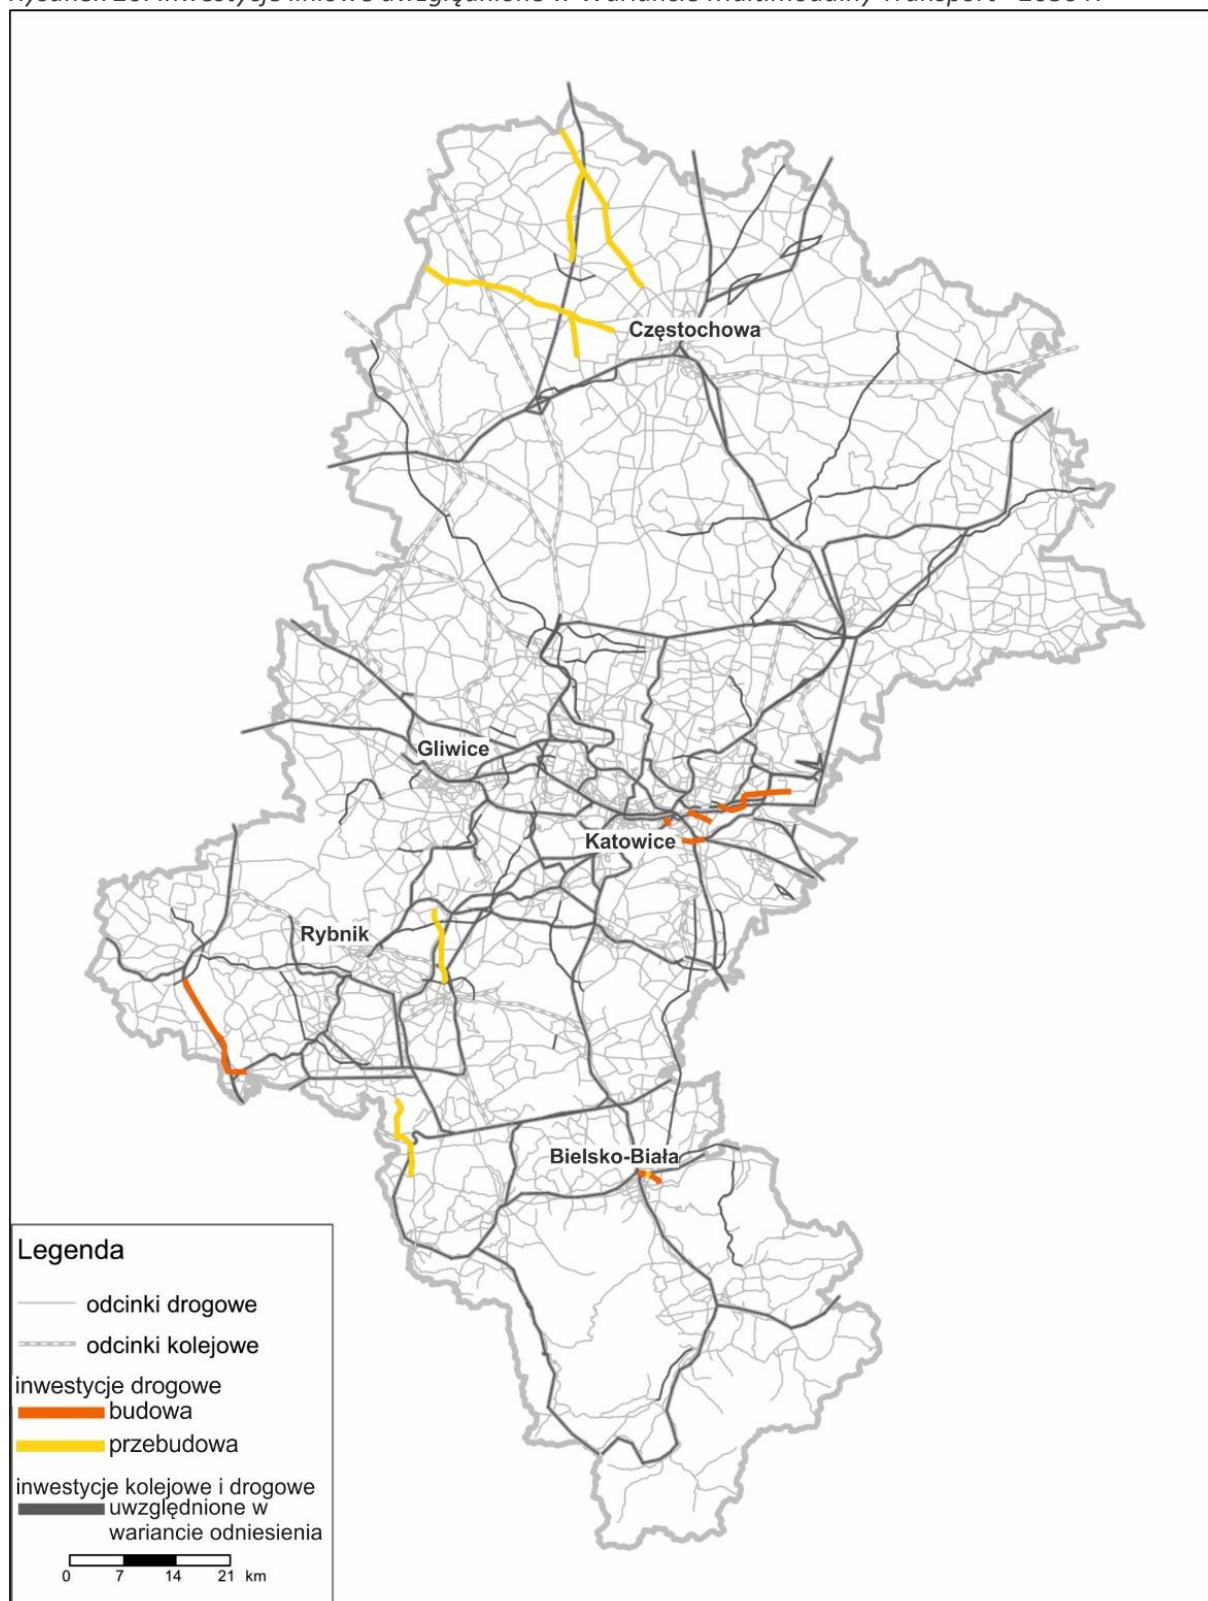 Częstochowa
Gliwice
Katowice
Rybnik
Bielsko-Biała
Legenda
odcinki drogowe
odcinki kolejowe
inwestycje drogowe
budowa
przebudowa
inwestycje kolejowe i drogowe
uwzględnione w
wariancie odniesienia
0 7 14 21 km